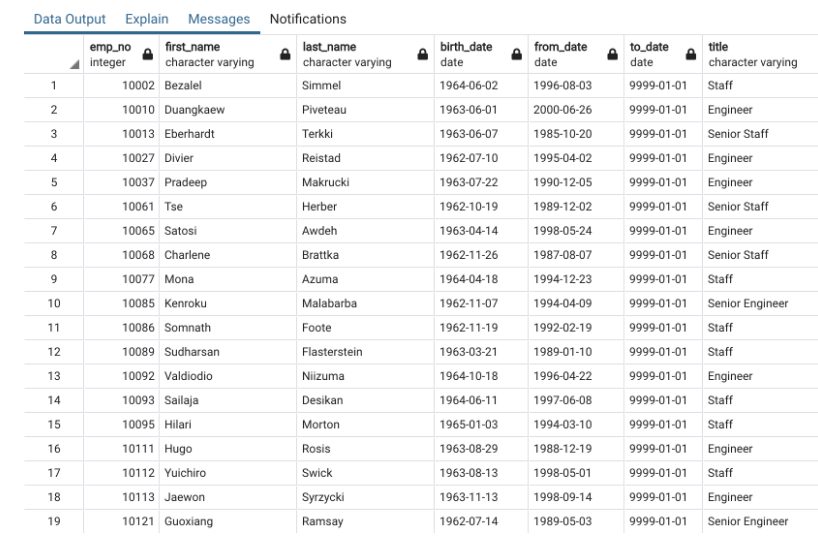 Data Output Explain Messages Notifications
emp_no first_name last_name birth_date from_date to_date title
integer character varying character varying date date date character varying
1 10002 Bezalel Simmel 1964-06-02 1996-08-03 9999-01-01 Staff
2 10010 Duangkaew Piveteau 1963-06-01 2000-06-26 9999-01-01 Engineer
3 10013 Eberhardt Terkki 1963-06-07 1985-10-20 9999-01-01 Senior Staff
4 10027 Divier Reistad 1962-07-10 1995-04-02 9999-01-01 Engineer
5 10037 Pradeep Makrucki 1963-07-22 1990-12-05 9999-01-01 Engineer
6 10061 Tse Herber 1962-10-19 1989-12-02 9999-01-01 Senior Staff
7 10065 Satosi Awdeh 1963-04-14 1998-05-24 9999-01-01 Engineer
8 10068 Charlene Brattka 1962-11-26 1987-08-07 9999-01-01 Senior Staff
9 10077 Mona Azuma 1964-04-18 1994-12-23 9999-01-01 Staff
10 10085 Kenroku Malabarba 1962-11-07 1994-04-09 9999-01-01 Senior Engineer
11 10086 Somnath Foote 1962-11-19 1992-02-19 9999-01-01 Staff
12 10089 Sudharsan Flasterstein 1963-03-21 1989-01-10 9999-01-01 Staff
13 10092 Valdiodio Niizuma 1964-10-18 1996-04-22 9999-01-01 Engineer
14 10093 Sailaja Desikan 1964-06-11 1997-06-08 9999-01-01 Staff
15 10095 Hilari Morton 1965-01-03 1994-03-10 9999-01-01 Staff
16 10111 Hugo Rosis 1963-08-29 1988-12-19 9999-01-01 Engineer
17 10112 Yuichiro Swick 1963-08-13 1998-05-01 9999-01-01 Staff
18 10113 Jaewon Syrzycki 1963-11-13 1998-09-14 9999-01-01 Engineer
19 10121 Guoxiang Ramsay 1962-07-14 1989-05-03 9999-01-01 Senior Engineer